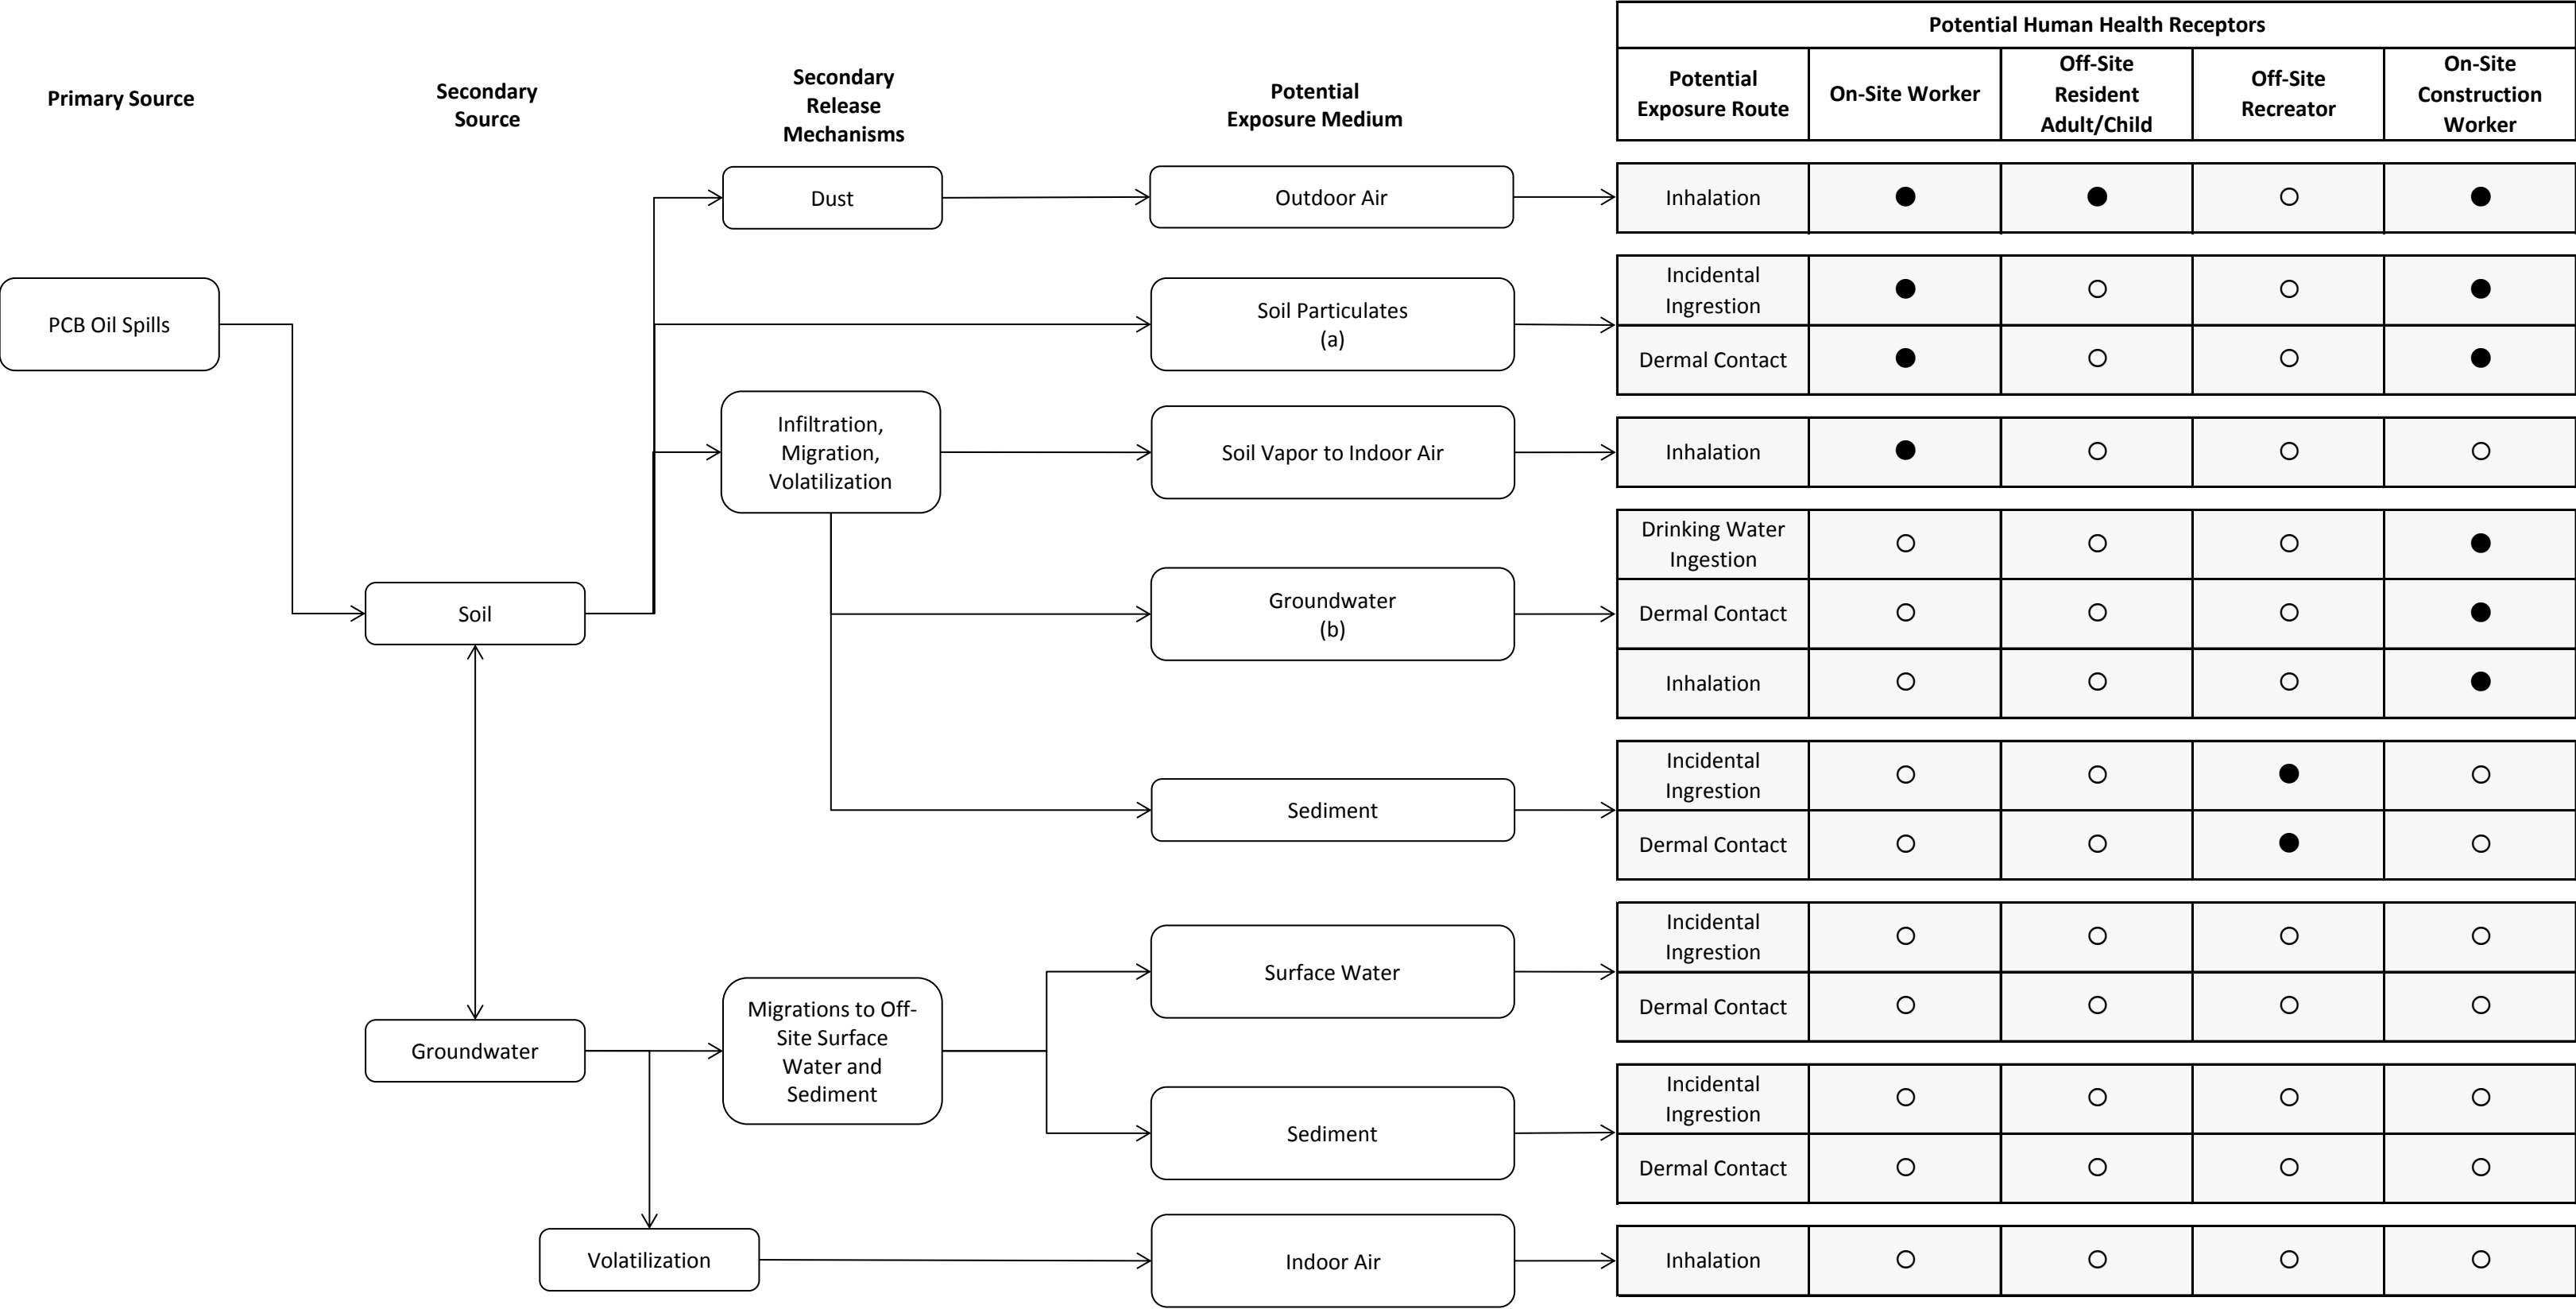 Potential Human Health Receptors
Primary Source
Secondary
Source
Secondary
Release
Mechanisms
Potential
Exposure Medium
Potential
Exposure Route
On-Site Worker
Off-Site
Resident
Adult/Child
Off-Site
Recreator
On-Site
Construction
Worker
Dust
Outdoor Air
Inhalation
PCB Oil Spills
Soil Particulates
(a)
Incidental
Ingrestion
Dermal Contact
Infiltration,
Migration,
Volatilization
Soil Vapor to Indoor Air
Inhalation
Soil
Groundwater
(b)
Drinking Water
Ingestion
Dermal Contact
Inhalation
Sediment
Incidental
Ingrestion
Dermal Contact
Groundwater
Migrations to Off-
Site Surface
Water and
Sediment
Surface Water
Incidental
Ingrestion
Dermal Contact
Sediment
Incidental
Ingrestion
Dermal Contact
Volatilization
Indoor Air
Inhalation